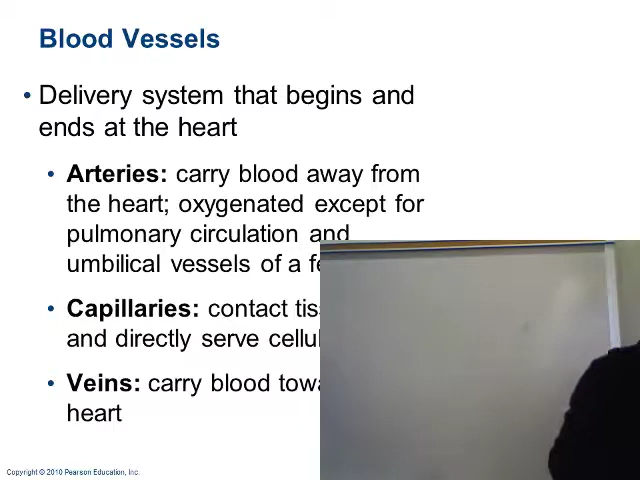 Blood Vessels
• Delivery system that begins and
ends at the heart
• Arteries: carry blood away from
the heart; oxygenated except for
pulmonary circulation and
umbilical vessels of a
• Capillaries: contact
and directly serve
• Veins: carry blood
heart
Copyright © 2010 Pearson Education, Inc.